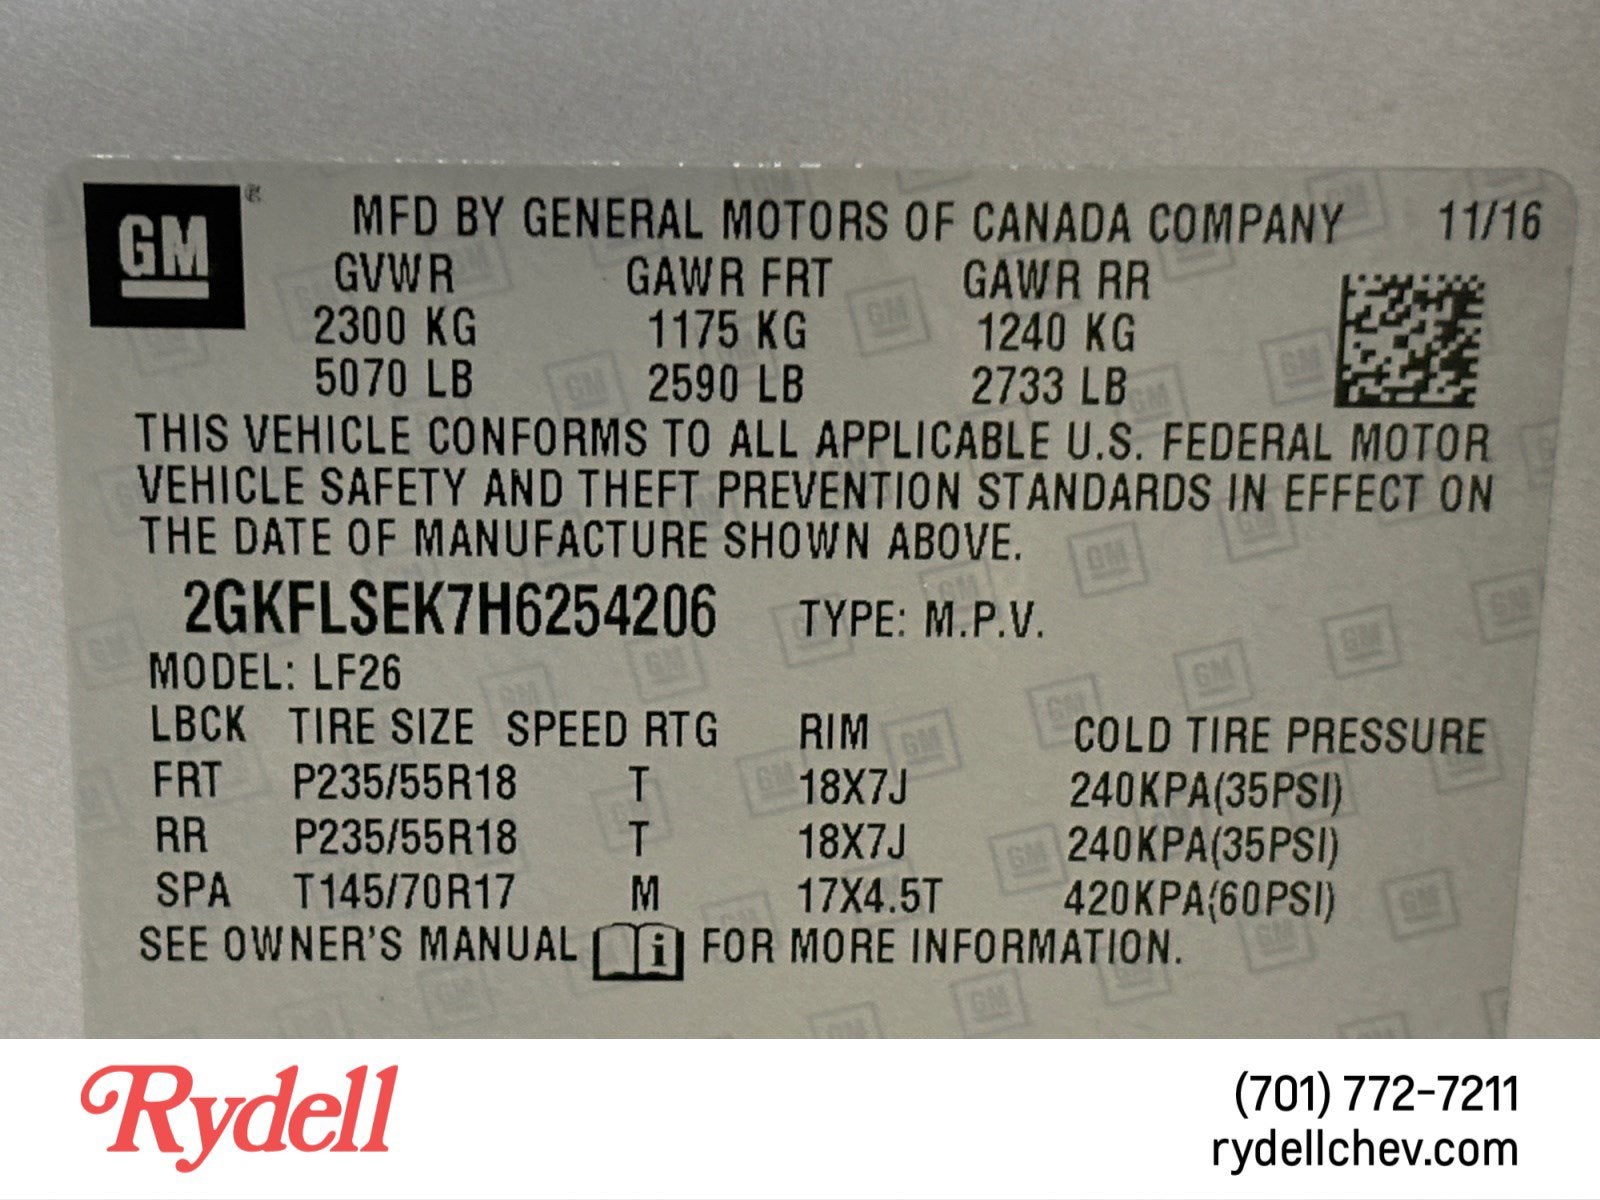 GM
MFD BY GENERAL MOTORS OF CANADA COMPANY 11/16
GVWR GAWR FRT GAWR RR
2300 KG 1175 KG 1240 KG
5070 LB 2590 LB 2733 LB
THIS VEHICLE CONFORMS TO ALL APPLICABLE U.S. FEDERAL MOTOR
VEHICLE SAFETY AND THEFT PREVENTION STANDARDS IN EFFECT ON
THE DATE OF MANUFACTURE SHOWN ABOVE.
2GKFLSEK7H6254206 TYPE: M.P.V.
MODEL: LF26
LBCK TIRE SIZE SPEED RTG RIM COLD TIRE PRESSURE
FRT P235/55R18 T 18X7J 240KPA(35PSI)
RR P235/55R18 T 18X7J 240KPA(35PSI)
SPA T145/70R17 M 17X4.5T 420KPA(60PSI)
SEE OWNER'S MANUAL i FOR MORE INFORMATION.
Rydell
(701) 772-7211
rydellchev.com